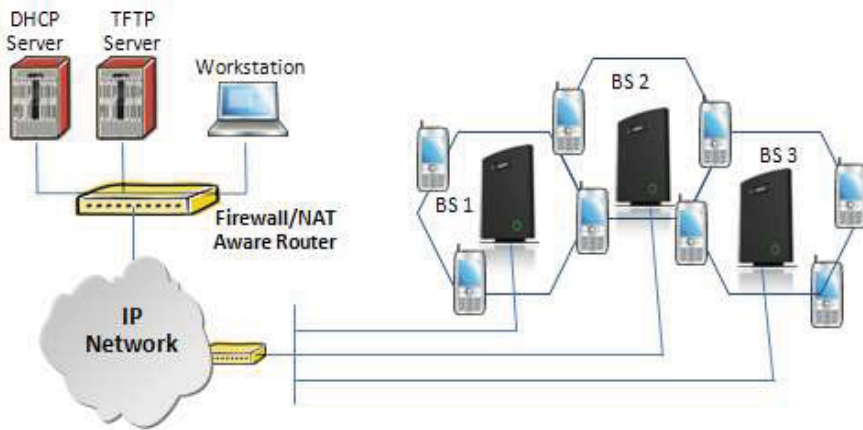 DHCP
Server
TFTP
Server
Workstation
Firewall/NAT
Aware Router
IP
Network
BS 1
BS 2
BS 3